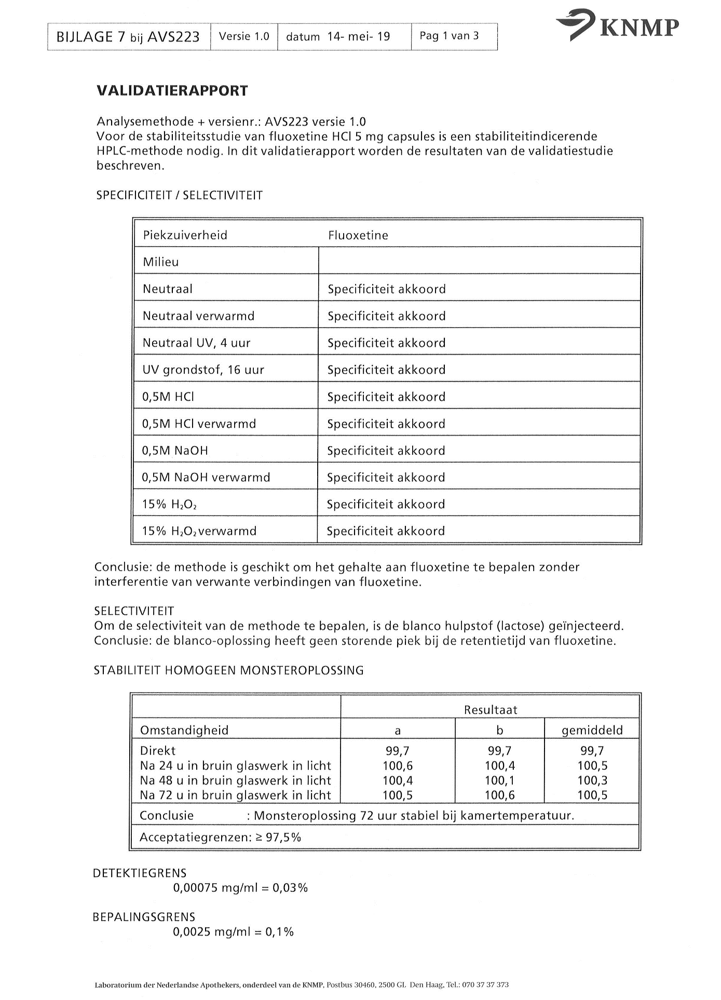 KNMP
BIJLAGE 7 bij AVS223 Versie 1.0 datum 14- mei- 19 Pag 1 van 3
VALIDATIERAPPORT
Analysemethode + versienr.: AVS223 versie 1.0
Voor de stabiliteitsstudie van fluoxetine HCl 5 mg capsules is een stabiliteitindicerende
HPLC-methode nodig. In dit validatierapport worden de resultaten van de validatiestudie
beschreven.
SPECIFICITEIT / SELECTIVITEIT
Piekzuiverheid Fluoxetine
Milieu
Neutraal Specificiteit akkoord
Neutraal verwarmd Specificiteit akkoord
Neutraal UV, 4 uur Specificiteit akkoord
UV grondstof, 16 uur Specificiteit akkoord
0,5M HCl Specificiteit akkoord
0,5M HCl verwarmd Specificiteit akkoord
0,5M NaOH Specificiteit akkoord
0,5M NaOH verwarmd Specificiteit akkoord
15% H₂O₂ Specificiteit akkoord
15% H₂O₂ verwarmd Specificiteit akkoord
Conclusie: de methode is geschikt om het gehalte aan fluoxetine te bepalen zonder
interferentie van verwante verbindingen van fluoxetine.
SELECTIVITEIT
Om de selectiviteit van de methode te bepalen, is de blanco hulpstof (lactose) geïnjecteerd.
Conclusie: de blanco-oplossing heeft geen storende piek bij de retentietijd van fluoxetine.
STABILITEIT HOMOGEEN MONSTEROPLOSSING
Resultaat
Omstandigheid a b gemiddeld
Direkt 99,7 99,7 99,7
Na 24 u in bruin glaswerk in licht 100,6 100,4 100,5
Na 48 u in bruin glaswerk in licht 100,4 100,1 100,3
Na 72 u in bruin glaswerk in licht 100,5 100,6 100,5
Conclusie : Monsteroplossing 72 uur stabiel bij kamertemperatuur.
Acceptatiegrenzen: ≥ 97,5%
DETEKTIEGRENS
0,00075 mg/ml = 0,03%
BEPALINGSGRENS
0,0025 mg/ml = 0,1%
Laboratorium der Nederlandse Apothekers, onderdeel van de KNMP, Postbus 30460, 2500 GL Den Haag, Tel.: 070 37 37 373